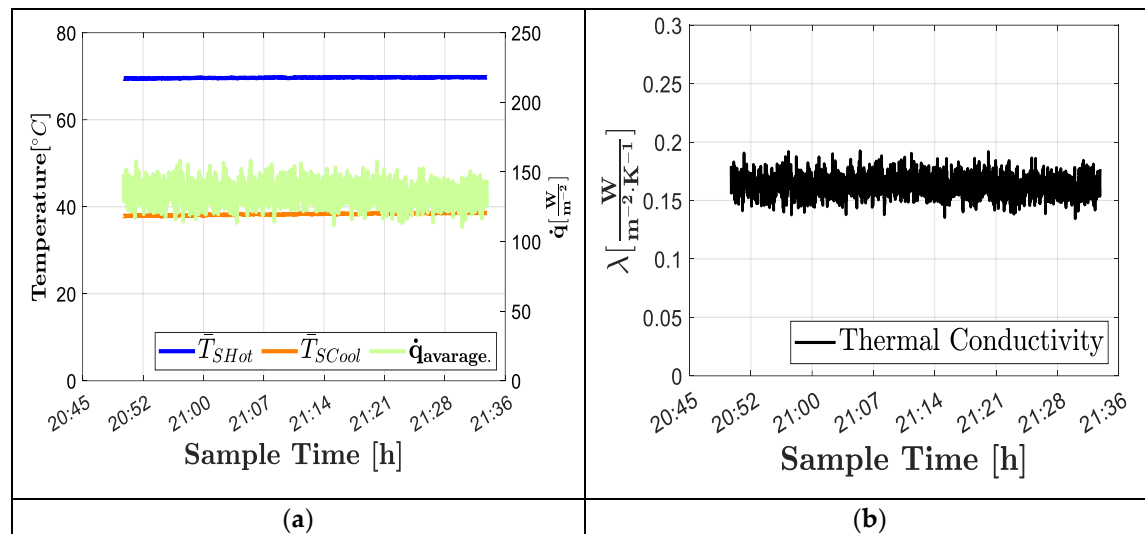 80
60
40
20
0
Temperature[°C]
250
200
150
100
50
0
q̇[W/m⁻²]
T̄_SHot T̄_SCool q̇_avarage.
20:45 20:52 21:00 21:07 21:14 21:21 21:28 21:36
Sample Time [h]
(a)
0.3
0.25
0.2
0.15
0.1
0.05
0
λ[W/m⁻²·K⁻¹]
Thermal Conductivity
20:45 20:52 21:00 21:07 21:14 21:21 21:28 21:36
Sample Time [h]
(b)